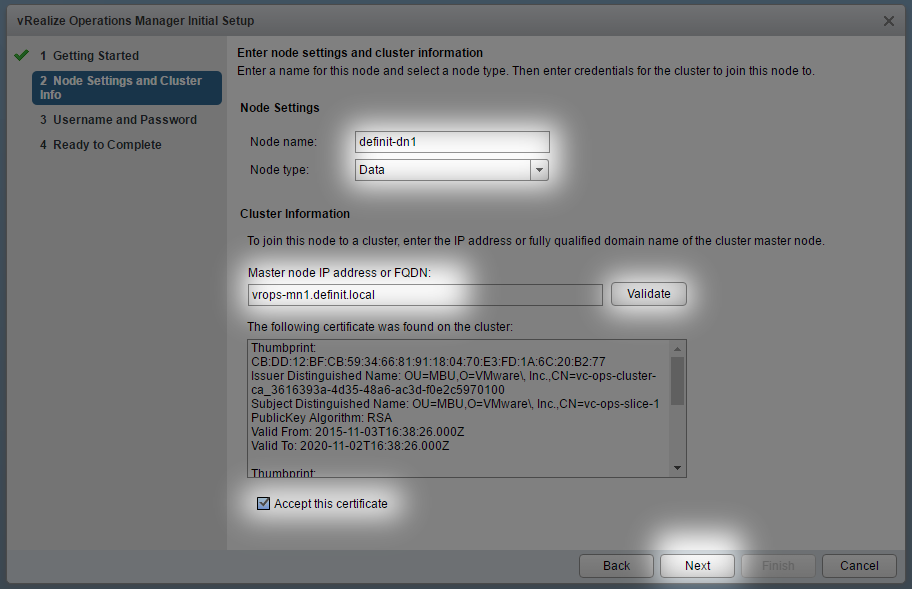 vRealize Operations Manager Initial Setup
1 Getting Started
2 Node Settings and Cluster
Info
3 Username and Password
4 Ready to Complete
Enter node settings and cluster information
Enter a name for this node and select a node type. Then enter credentials for the cluster to join this node to.
Node Settings
Node name: definit-dn1
Node type: Data
Cluster Information
To join this node to a cluster, enter the IP address or fully qualified domain name of the cluster master node.
Master node IP address or FQDN:
vrops-mn1.definit.local Validate
The following certificate was found on the cluster:
Thumbprint:
CB:DD:12:BF:CB:59:34:66:81:91:18:04:70:E3:FD:1A:6C:20:B2:77
Issuer Distinguished Name: OU=MBU,O=VMware\, Inc.,CN=vc-ops-cluster-
ca_3616393a-4d35-48a6-ac3d-f0e2c5970100
Subject Distinguished Name: OU=MBU,O=VMware\, Inc.,CN=vc-ops-slice-1
PublicKey Algorithm: RSA
Valid From: 2015-11-03T16:38:26.000Z
Valid To: 2020-11-02T16:38:26.000Z
Thumbprint:
Accept this certificate
Back Next Finish Cancel